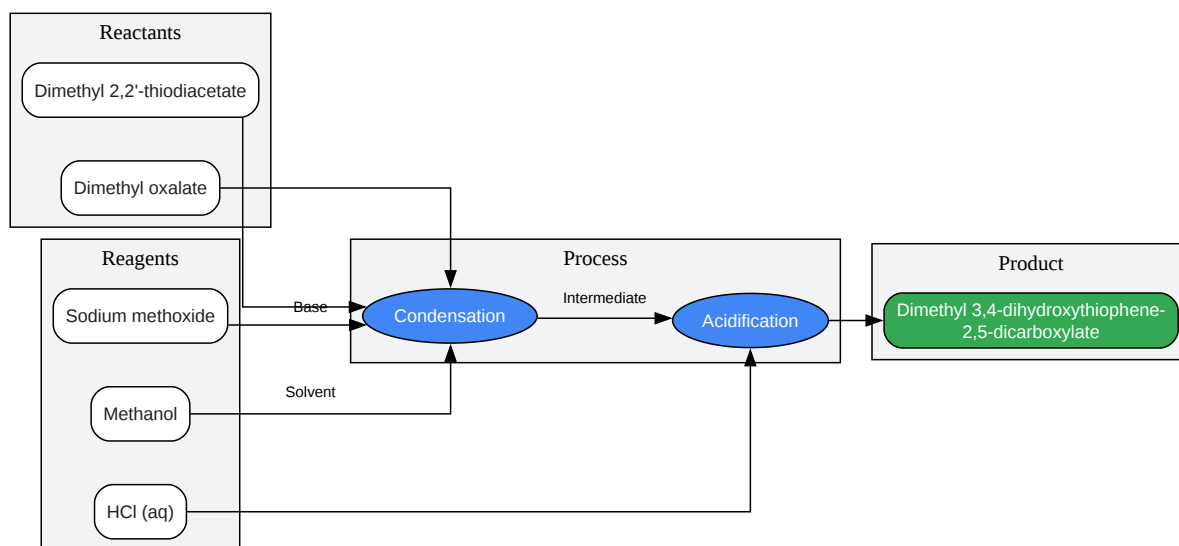 Reactants
Dimethyl 2,2'-thiodiacetate
Dimethyl oxalate
Reagents
Sodium methoxide
Methanol
HCl (aq)
Base
Solvent
Process
Condensation
Intermediate
Acidification
Product
Dimethyl 3,4-dihydroxythiophene-
2,5-dicarboxylate